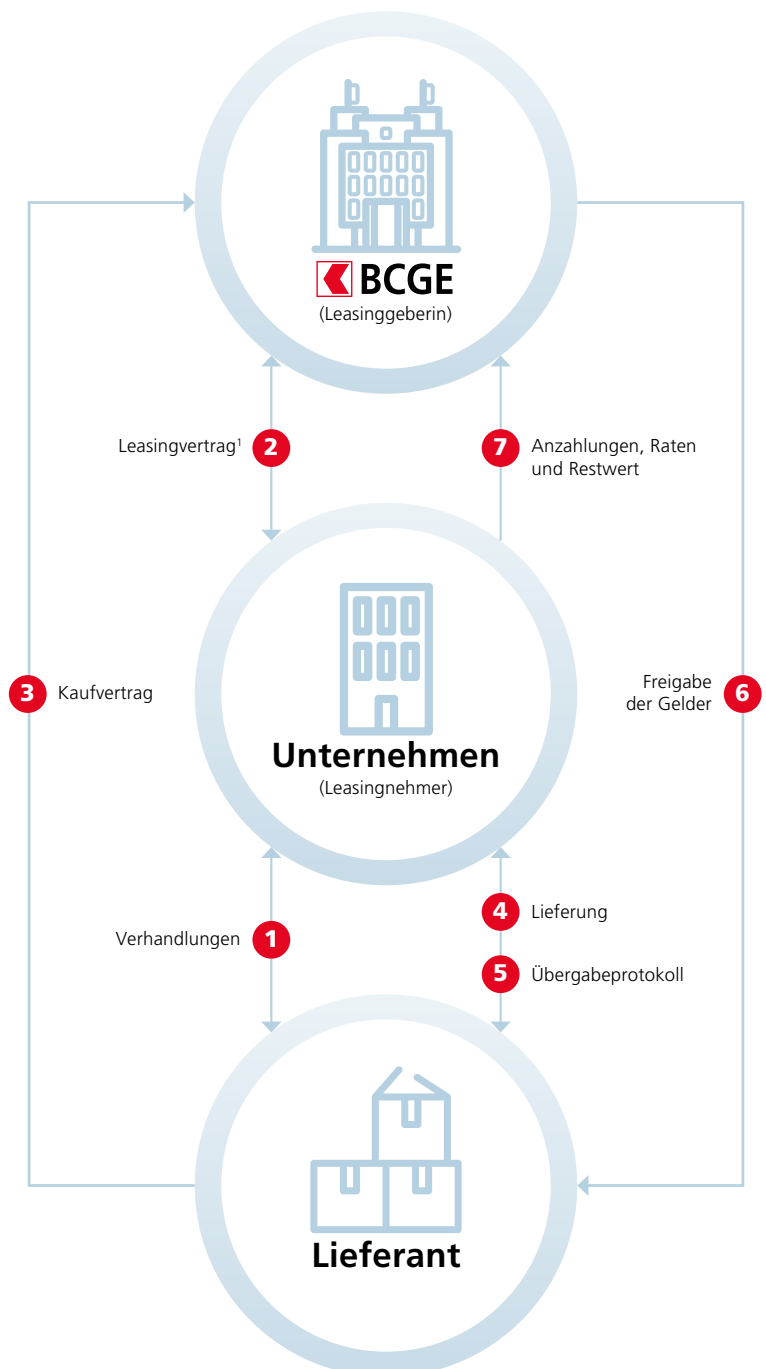 BCGE
(Leasinggeberin)
Leasingvertrag¹ 2
7 Anzahlungen, Raten
und Restwert
3 Kaufvertrag
Freigabe
der Gelder 6
Unternehmen
(Leasingnehmer)
Verhandlungen 1
4 Lieferung
5 Übergabeprotokoll
Lieferant